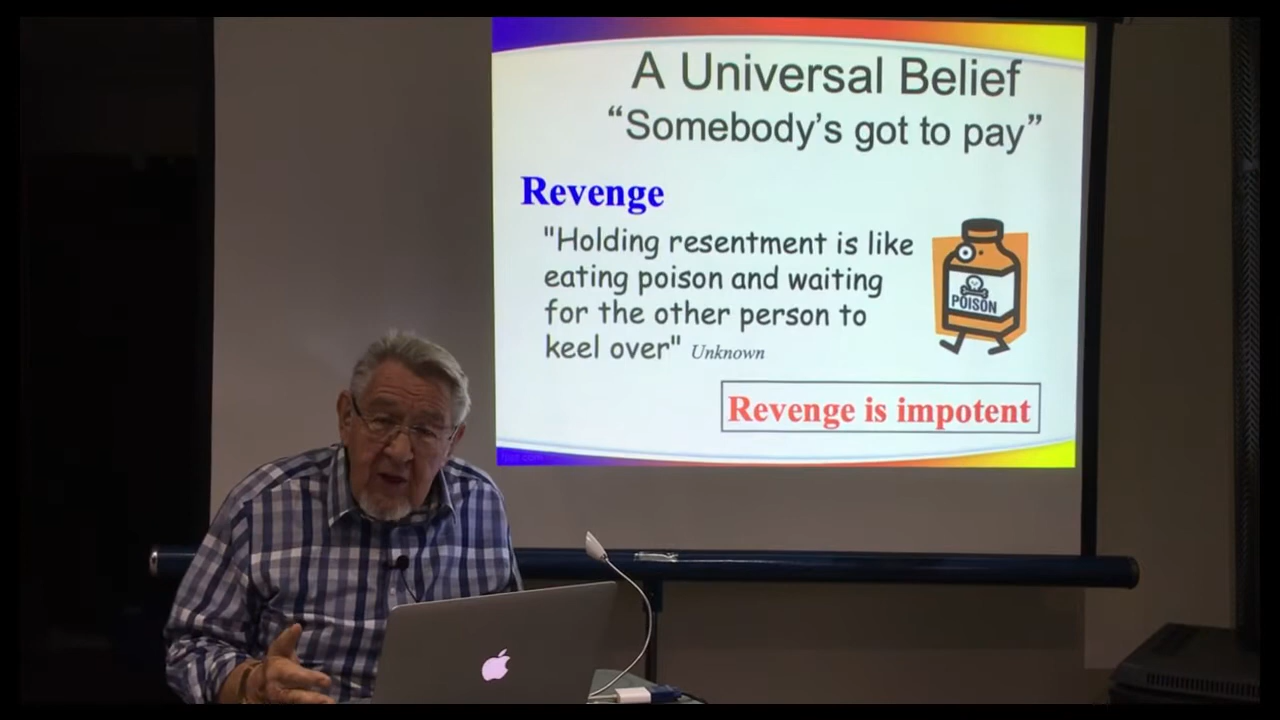 A Universal Belief
“Somebody’s got to pay”
Revenge
"Holding resentment is like
eating poison and waiting
for the other person to
keel over" Unknown
POISON
Revenge is impotent